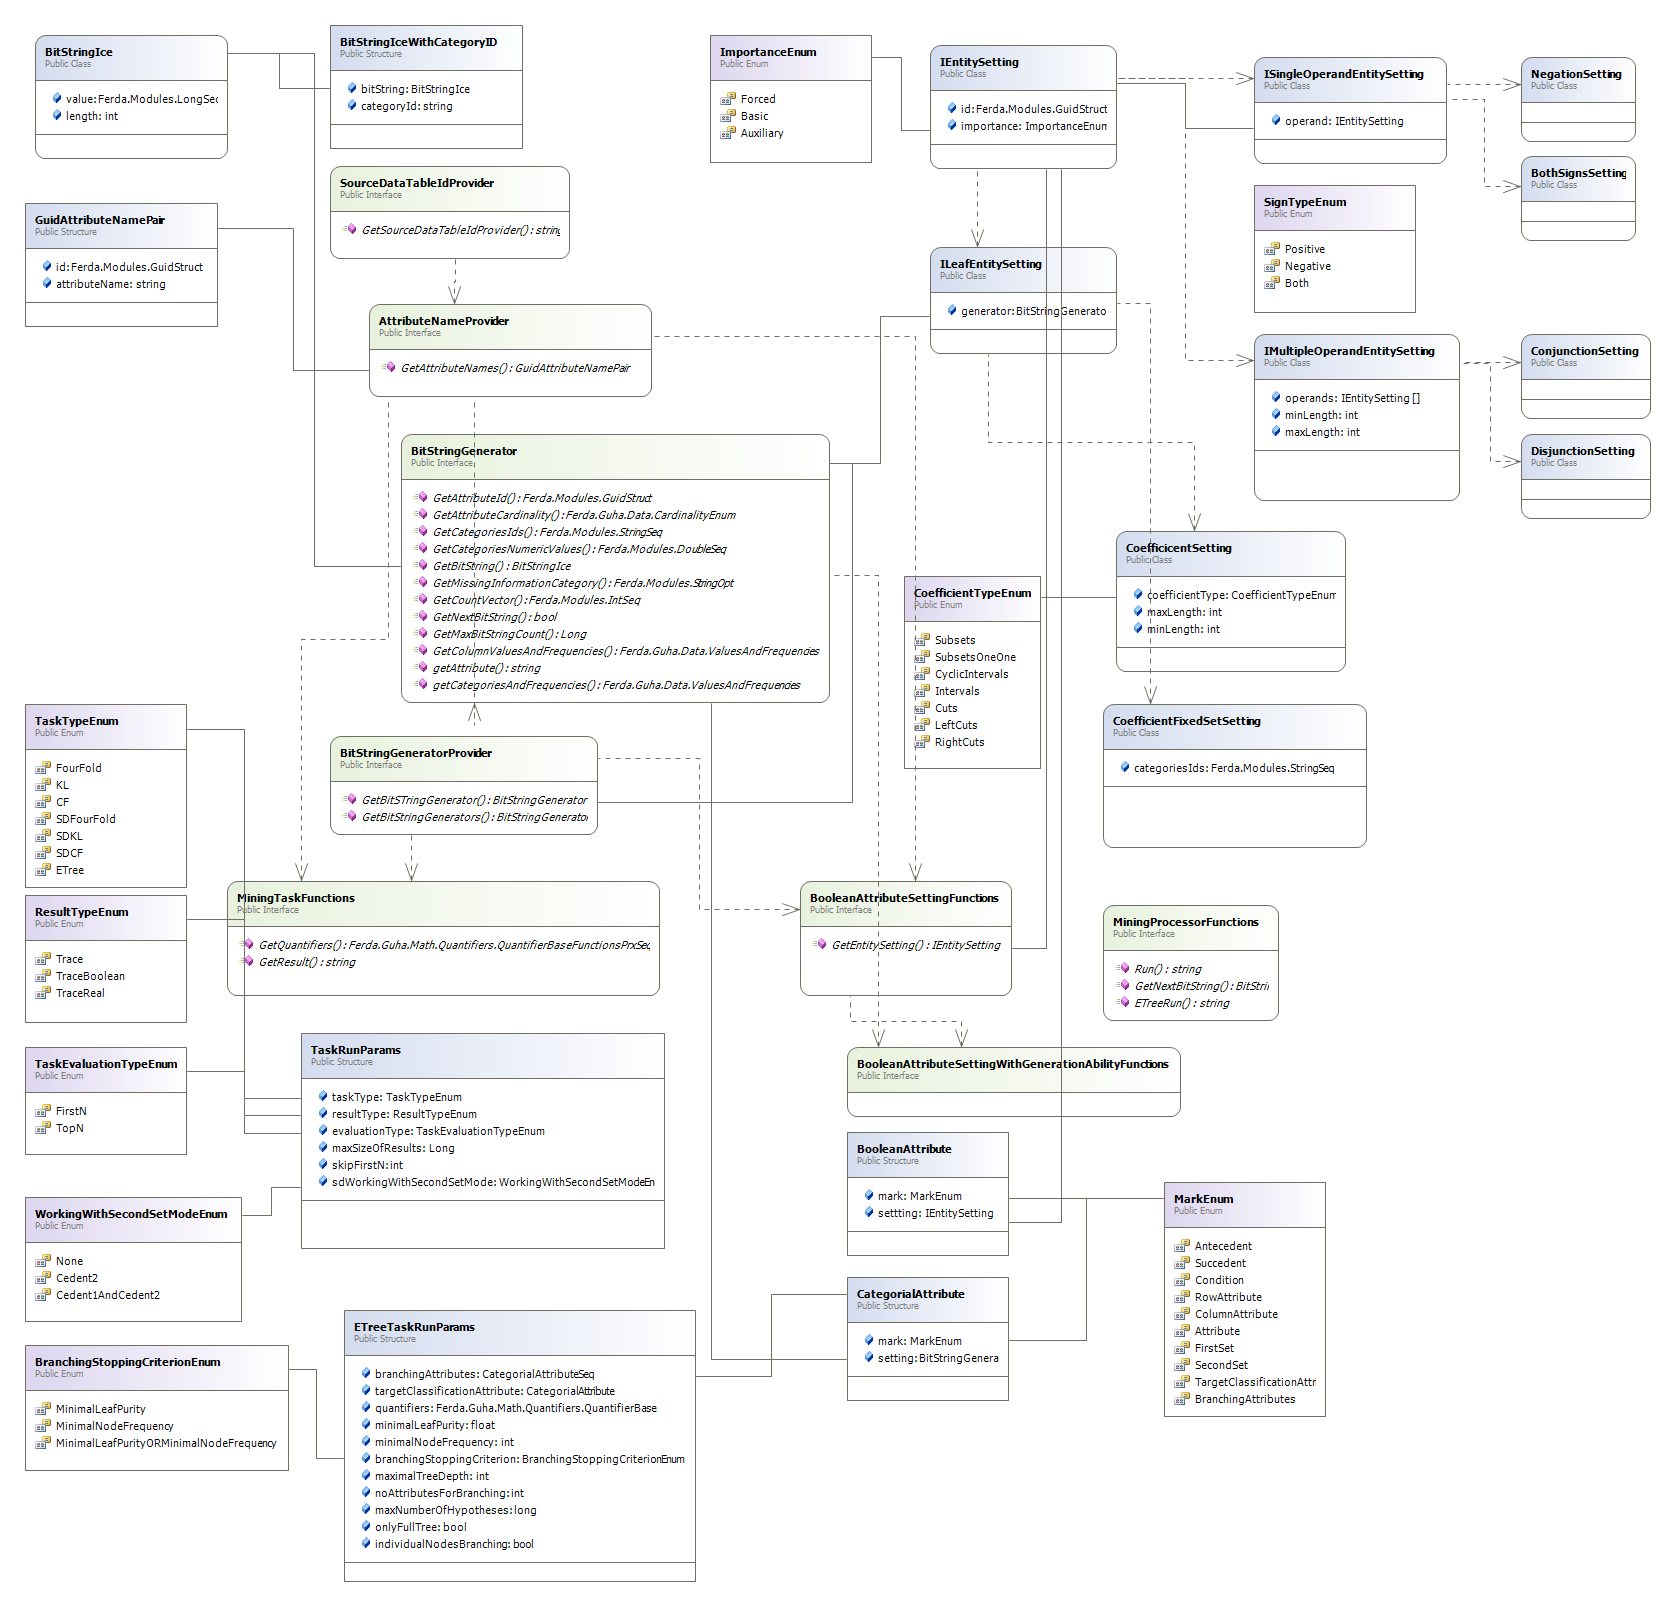 BitStringIce
Public Class
value:Ferda.Modules.LongSeq
length: int
BitStringIceWithCategoryID
Public Structure
bitString: BitStringIce
categoryId: string
ImportanceEnum
Public Enum
Forced
Basic
Auxiliary
IEntitySetting
Public Class
id:Ferda.Modules.GuidStruct
importance: ImportanceEnum
ISingleOperandEntitySetting
Public Class
operand: IEntitySetting
NegationSetting
Public Class
BothSignsSetting
Public Class
SourceDataTableIdProvider
Public Interface
GetSourceDataTableIdProvider(): string
GuidAttributeNamePair
Public Structure
id:Ferda.Modules.GuidStruct
attributeName: string
SignTypeEnum
Public Enum
Positive
Negative
Both
ILeafEntitySetting
Public Class
generator:BitStringGenerato
AttributeNameProvider
Public Interface
GetAttributeNames(): GuidAttributeNamePair
IMultipleOperandEntitySetting
Public Class
operands: IEntitySetting []
minLength: int
maxLength: int
ConjunctionSetting
Public Class
DisjunctionSetting
Public Class
BitStringGenerator
Public Interface
GetAttributeId(): Ferda.Modules.GuidStruct
GetAttributeCardinality(): Ferda.Guha.Data.CardinalityEnum
GetCategoriesIds(): Ferda.Modules.StringSeq
GetCategoriesNumericValues(): Ferda.Modules.DoubleSeq
GetBitString(): BitStringIce
GetMissingInformationCategory(): Ferda.Modules.StringOpt
GetCountVector(): Ferda.Modules.IntSeq
GetNextBitString(): bool
GetMaxBitStringCount(): Long
GetColumnValuesAndFrequencies(): Ferda.Guha.Data.ValuesAndFrequencies
getAttribute(): string
getCategoriesAndFrequencies(): Ferda.Guha.Data.ValuesAndFrequencies
CoefficicentSetting
Public Class
coefficientType: CoefficientTypeEnum
maxLength: int
minLength: int
CoefficientTypeEnum
Public Enum
Subsets
SubsetsOneOne
CyclicIntervals
Intervals
Cuts
LeftCuts
RightCuts
CoefficientFixedSetSetting
Public Class
categoriesIds: Ferda.Modules.StringSeq
TaskTypeEnum
Public Enum
FourFold
KL
CF
SDFourFold
SDKL
SDCF
ETree
BitStringGeneratorProvider
Public Interface
GetBitSTringGenerator(): BitStringGenerator
GetBitStringGenerators(): BitStringGenerator
MiningTaskFunctions
Public Interface
GetQuantifiers(): Ferda.Guha.Math.Quantifiers.QuantifierBaseFunctionsPrxSeq
GetResult(): string
BooleanAttributeSettingFunctions
Public Interface
GetEntitySetting(): IEntitySetting
MiningProcessorFunctions
Public Interface
Run(): string
GetNextBitString(): BitStrin
ETreeRun(): string
ResultTypeEnum
Public Enum
Trace
TraceBoolean
TraceReal
TaskRunParams
Public Structure
taskType: TaskTypeEnum
resultType: ResultTypeEnum
evaluationType: TaskEvaluationTypeEnum
maxSizeOfResults: Long
skipFirstN:int
sdWorkingWithSecondSetMode: WorkingWithSecondSetModeEn
TaskEvaluationTypeEnum
Public Enum
FirstN
TopN
BooleanAttributeSettingWithGenerationAbilityFunctions
Public Interface
BooleanAttribute
Public Structure
mark: MarkEnum
settting: IEntitySetting
MarkEnum
Public Enum
Antecedent
Succedent
Condition
RowAttribute
ColumnAttribute
Attribute
FirstSet
SecondSet
TargetClassificationAttr
BranchingAttributes
WorkingWithSecondSetModeEnum
Public Enum
None
Cedent2
Cedent1AndCedent2
CategorialAttribute
Public Structure
mark: MarkEnum
setting:BitStringGenera
ETreeTaskRunParams
Public Structure
branchingAttributes: CategorialAttributeSeq
targetClassificationAttribute: CategorialAttribute
quantifiers: Ferda.Guha.Math.Quantifiers.QuantifierBase
minimalLeafPurity: float
minimalNodeFrequency: int
branchingStoppingCriterion: BranchingStoppingCriterionEnum
maximalTreeDepth: int
noAttributesForBranching:int
maxNumberOfHypotheses:long
onlyFullTree: bool
individualNodesBranching: bool
BranchingStoppingCriterionEnum
Public Enum
MinimalLeafPurity
MinimalNodeFrequency
MinimalLeafPurityORMinimalNodeFrequency